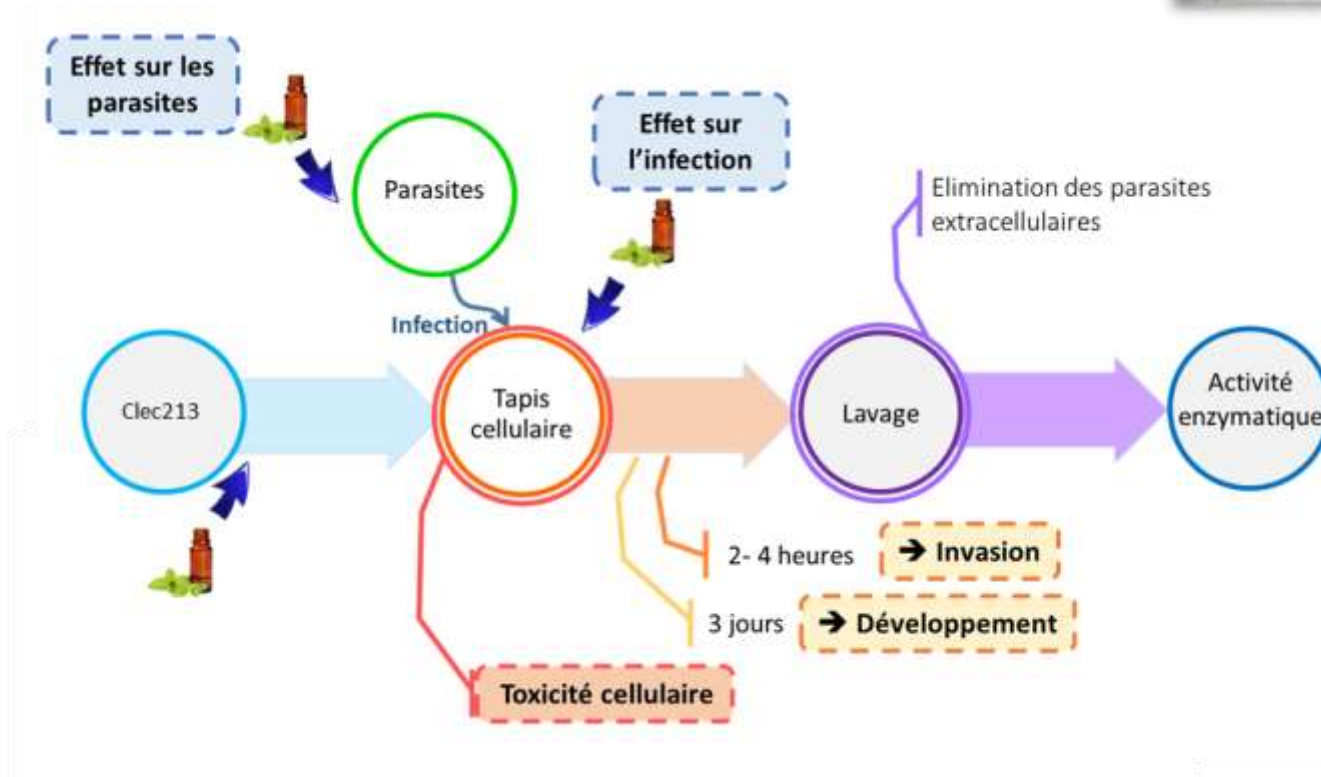 Effet sur les
parasites
Effet sur
l'infection
Parasites
Elimination des parasites
extracellulaires
Infection
Clec213
Tapis
cellulaire
Lavage
Activité
enzymatique
2- 4 heures
➔ Invasion
3 jours
➔ Développement
Toxicité cellulaire